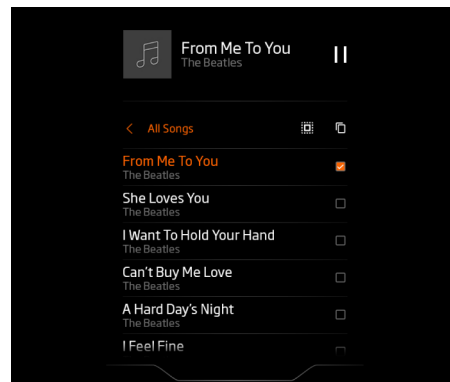 From Me To You
The Beatles
All Songs
From Me To You
The Beatles
She Loves You
The Beatles
I Want To Hold Your Hand
The Beatles
Can't Buy Me Love
The Beatles
A Hard Day's Night
The Beatles
I Feel Fine